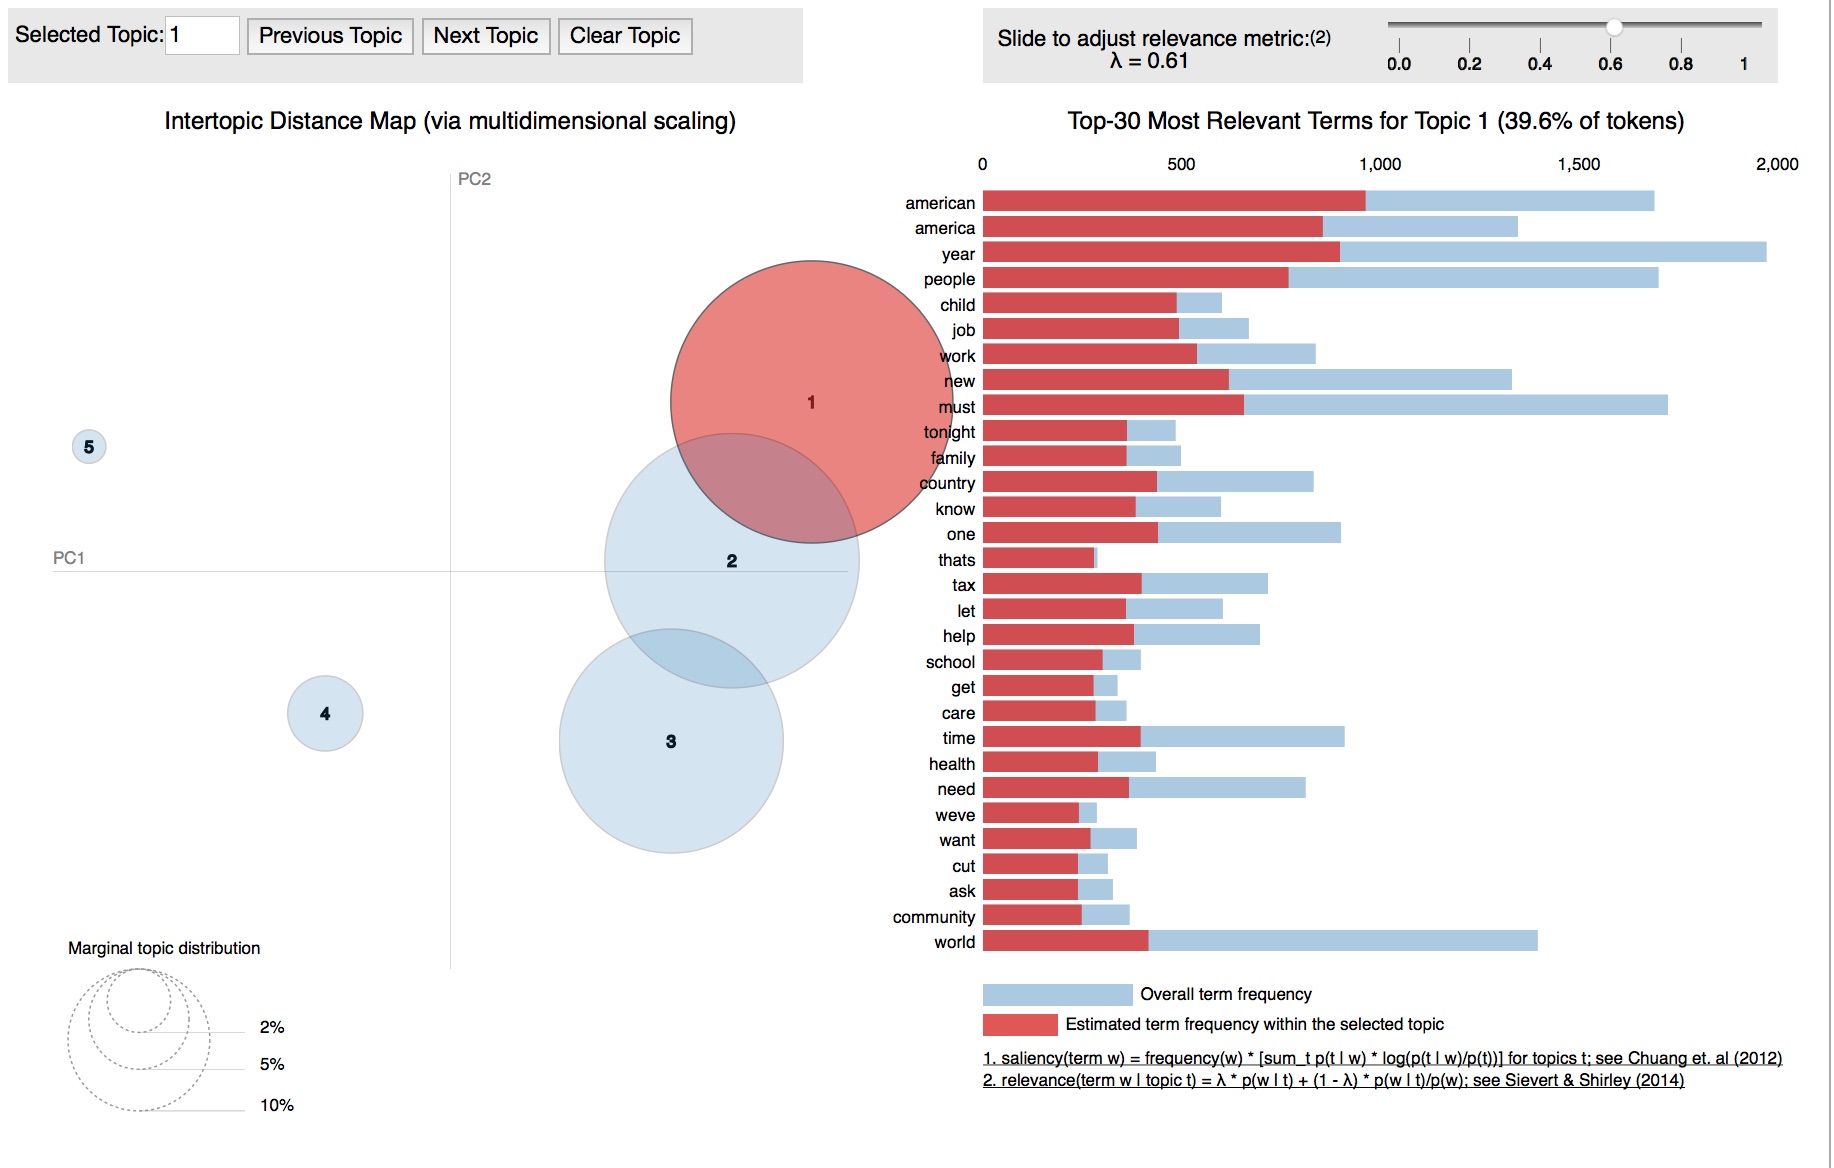 Selected Topic: 1 Previous Topic Next Topic Clear Topic
Slide to adjust relevance metric:(2)
λ = 0.61
0.0 0.2 0.4 0.6 0.8 1
Intertopic Distance Map (via multidimensional scaling)
PC2
PC1
1
2
3
4
5
Marginal topic distribution
2%
5%
10%
Top-30 Most Relevant Terms for Topic 1 (39.6% of tokens)
0 500 1,000 1,500 2,000
american
america
year
people
child
job
work
new
must
tonight
family
country
know
one
thats
tax
let
help
school
get
care
time
health
need
weve
want
cut
ask
community
world
Overall term frequency
Estimated term frequency within the selected topic
1. saliency(term w) = frequency(w) * [sum_t p(t | w) * log(p(t | w)/p(t))] for topics t; see Chuang et. al (2012)
2. relevance(term w | topic t) = λ * p(w | t) + (1 - λ) * p(w | t)/p(w); see Sievert & Shirley (2014)